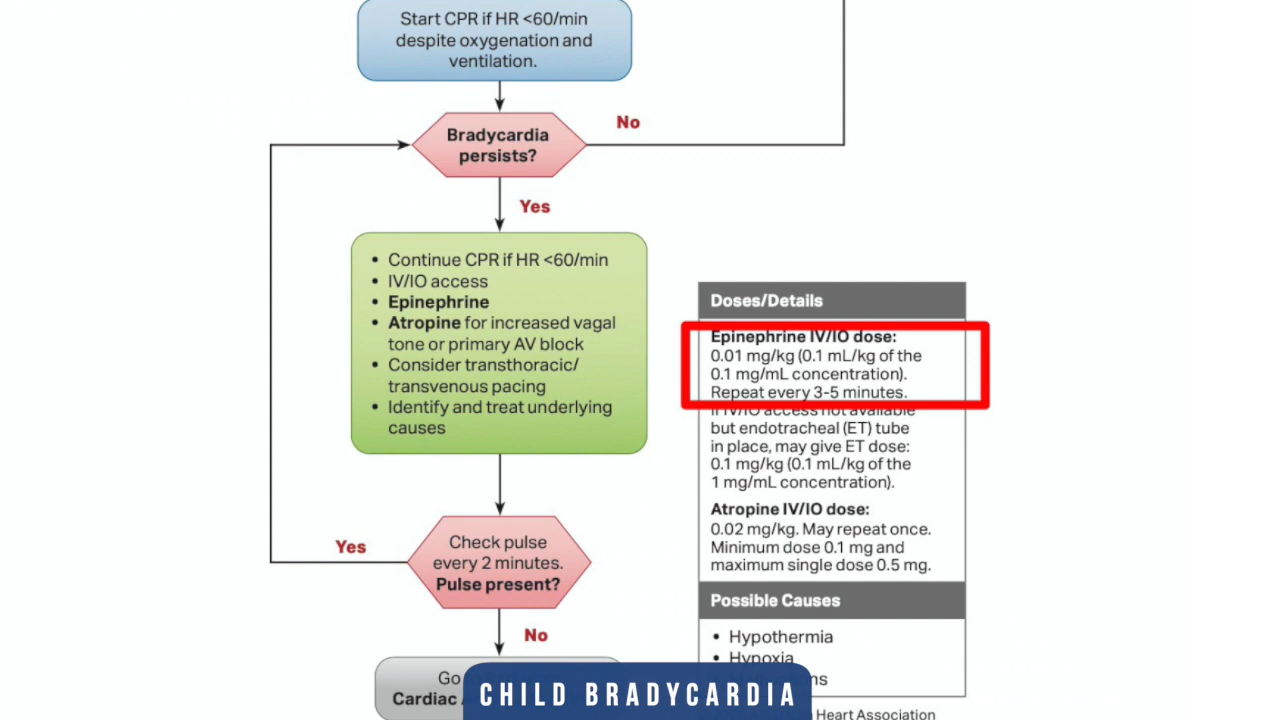 Start CPR if HR <60/min
despite oxygenation and
ventilation.
No
Bradycardia
persists?
Yes
• Continue CPR if HR <60/min
• IV/IO access
• Epinephrine
• Atropine for increased vagal
tone or primary AV block
• Consider transthoracic/
transvenous pacing
• Identify and treat underlying
causes
Check pulse
every 2 minutes.
Pulse present?
Yes
No
Go
Cardiac
Doses/Details
Epinephrine IV/IO dose:
0.01 mg/kg (0.1 mL/kg of the
0.1 mg/mL concentration).
Repeat every 3-5 minutes.
If IV/IO access not available
but endotracheal (ET) tube
in place, may give ET dose:
0.1 mg/kg (0.1 mL/kg of the
1 mg/mL concentration).
Atropine IV/IO dose:
0.02 mg/kg. May repeat once.
Minimum dose 0.1 mg and
maximum single dose 0.5 mg.
Possible Causes
• Hypothermia
• Hypoxia
Heart Association
CHILD BRADYCARDIA